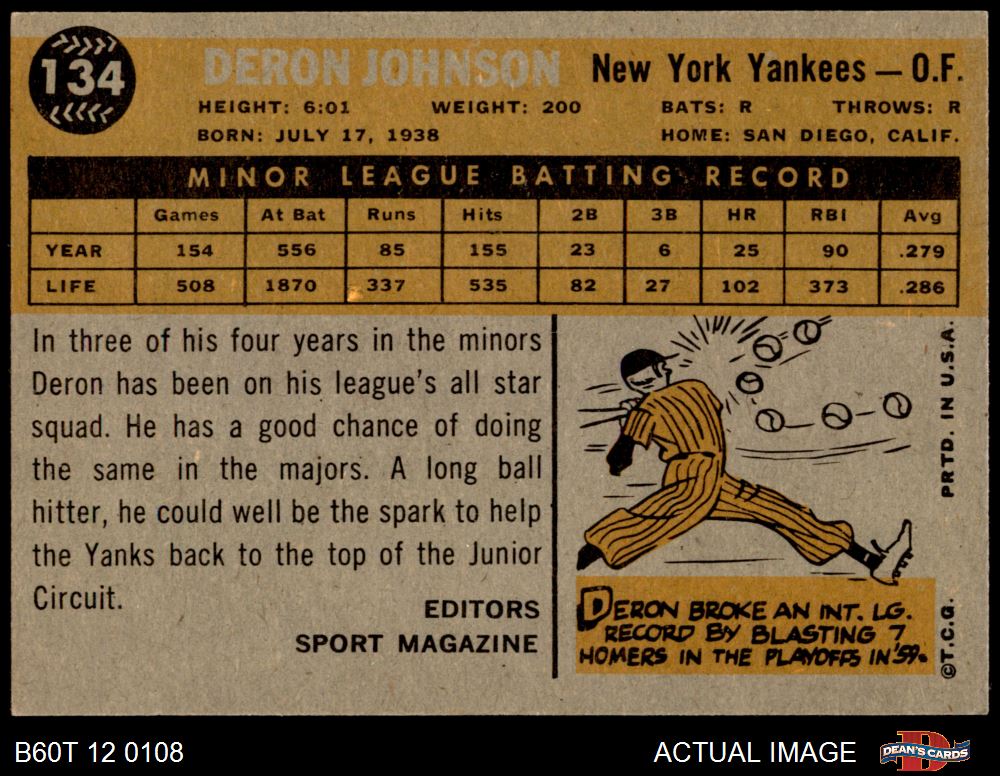 134
DERON JOHNSON New York Yankees — O.F.
HEIGHT: 6:01 WEIGHT: 200 BATS: R THROWS: R
BORN: JULY 17, 1938 HOME: SAN DIEGO, CALIF.
MINOR LEAGUE BATTING RECORD
Games At Bat Runs Hits 2B 3B HR RBI Avg
YEAR 154 556 85 155 23 6 25 90 .279
LIFE 508 1870 337 535 82 27 102 373 .286
In three of his four years in the minors
Deron has been on his league's all star
squad. He has a good chance of doing
the same in the majors. A long ball
hitter, he could well be the spark to help
the Yanks back to the top of the Junior
Circuit.
EDITORS
SPORT MAGAZINE
DERON BROKE AN INT. LG.
RECORD BY BLASTING 7
HOMERS IN THE PLAYOFFS IN '59.
©T.C.G. PRTD. IN U.S.A.
B60T 12 0108 ACTUAL IMAGE DEAN'S CARDS